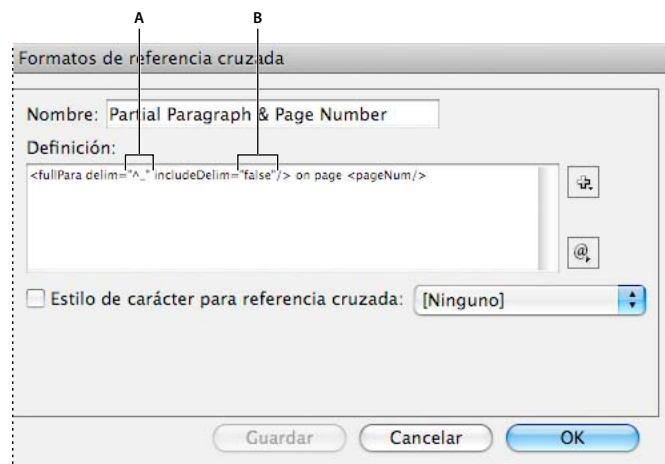 A B
Formatos de referencia cruzada
Nombre: Partial Paragraph & Page Number
Definición:
<fullPara delim="^_" includeDelim="false"/> on page <pageNum/>
@
Estilo de carácter para referencia cruzada: [Ninguno]
Guardar Cancelar OK